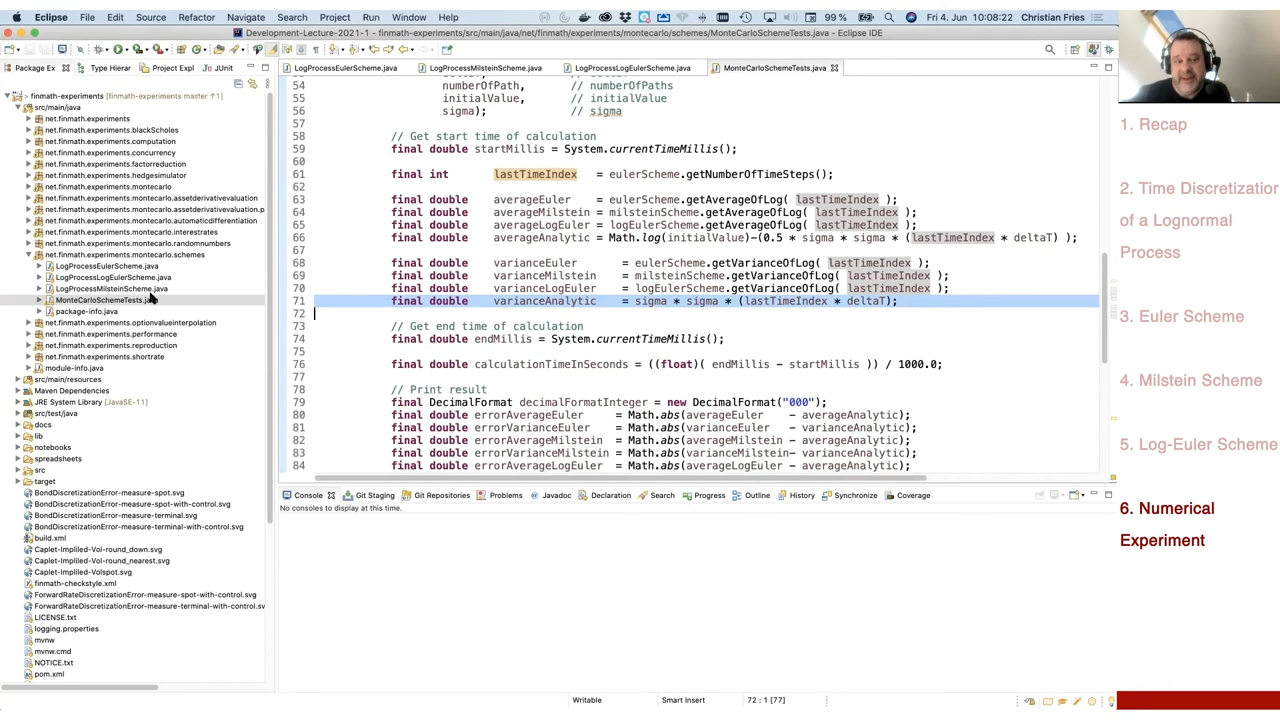 Eclipse File Edit Source Refactor Navigate Search Project Run Window Help
99 % Fri 4. Jun 10:08:22 Christian Fries
Development-Lecture-2021-1 - finmath-experiments/src/main/java/net/finmath/experiments/montecarlo/schemes/MonteCarloSchemeTests.java - Eclipse IDE
Package Ex Type Hierar Project Expl JUnit
LogProcessEulerScheme.java LogProcessMilsteinScheme.java LogProcessLogEulerScheme.java MonteCarloSchemeTests.java
finmath-experiments (finmath-experiments master ↑1)
src/main/java
net.finmath.experiments
net.finmath.experiments.blackScholes
net.finmath.experiments.computation
net.finmath.experiments.concurrency
net.finmath.experiments.factorreduction
net.finmath.experiments.hedgesimulator
net.finmath.experiments.montecarlo
net.finmath.experiments.montecarlo.assetderivativevaluation
net.finmath.experiments.montecarlo.assetderivativevaluation.p
net.finmath.experiments.montecarlo.automaticdifferentiation
net.finmath.experiments.montecarlo.interestrates
net.finmath.experiments.montecarlo.randomnumbers
net.finmath.experiments.montecarlo.schemes
LogProcessEulerScheme.java
LogProcessLogEulerScheme.java
LogProcessMilsteinScheme.java
MonteCarloSchemeTests.java
package-info.java
net.finmath.experiments.optionvalueinterpolation
net.finmath.experiments.performance
net.finmath.experiments.reproduction
net.finmath.experiments.shortrate
module-info.java
src/main/resources
Maven Dependencies
JRE System Library [JavaSE-11]
src/test/java
docs
lib
notebooks
spreadsheets
src
target
BondDiscretizationError-measure-spot.svg
BondDiscretizationError-measure-spot-with-control.svg
BondDiscretizationError-measure-terminal.svg
BondDiscretizationError-measure-terminal-with-control.svg
build.xml
Caplet-Impliled-Vol-round_down.svg
Caplet-Impliled-Vol-round_nearest.svg
Caplet-Impliled-Volspot.svg
finmath-checkstyle.xml
ForwardRateDiscretizationError-measure-spot-with-control.svg
ForwardRateDiscretizationError-measure-terminal-with-control.sv
LICENSE.txt
logging.properties
mvnw
mvnw.cmd
NOTICE.txt
pom.xml
54 numberOfPath, // numberOfPaths
55 initialValue, // initialValue
56 sigma); // sigma
57
58 // Get start time of calculation
59 final double startMillis = System.currentTimeMillis();
60
61 final int lastTimeIndex = eulerScheme.getNumberOfTimeSteps();
62
63 final double averageEuler = eulerScheme.getAverageOfLog( lastTimeIndex );
64 final double averageMilstein = milsteinScheme.getAverageOfLog( lastTimeIndex );
65 final double averageLogEuler = logEulerScheme.getAverageOfLog( lastTimeIndex );
66 final double averageAnalytic = Math.log(initialValue)-(0.5 * sigma * sigma * (lastTimeIndex * deltaT) );
67
68 final double varianceEuler = eulerScheme.getVarianceOfLog( lastTimeIndex );
69 final double varianceMilstein = milsteinScheme.getVarianceOfLog( lastTimeIndex );
70 final double varianceLogEuler = logEulerScheme.getVarianceOfLog( lastTimeIndex );
71 final double varianceAnalytic = sigma * sigma * (lastTimeIndex * deltaT);
72
73 // Get end time of calculation
74 final double endMillis = System.currentTimeMillis();
75
76 final double calculationTimeInSeconds = ((float)( endMillis - startMillis )) / 1000.0;
77
78 // Print result
79 final DecimalFormat decimalFormatInteger = new DecimalFormat("000");
80 final double errorAverageEuler = Math.abs(averageEuler - averageAnalytic);
81 final double errorVarianceEuler = Math.abs(varianceEuler - varianceAnalytic);
82 final double errorAverageMilstein = Math.abs(averageMilstein - averageAnalytic);
83 final double errorVarianceMilstein = Math.abs(varianceMilstein- varianceAnalytic);
84 final double errorAverageLogEuler = Math.abs(averageLogEuler - averageAnalytic);
Console Git Staging Git Repositories Problems Javadoc Declaration Search Progress Outline History Synchronize Coverage
No consoles to display at this time.
Writable Smart Insert 72 : 1 [77]
1. Recap
2. Time Discretization
of a Lognormal
Process
3. Euler Scheme
4. Milstein Scheme
5. Log-Euler Scheme
6. Numerical
Experiment